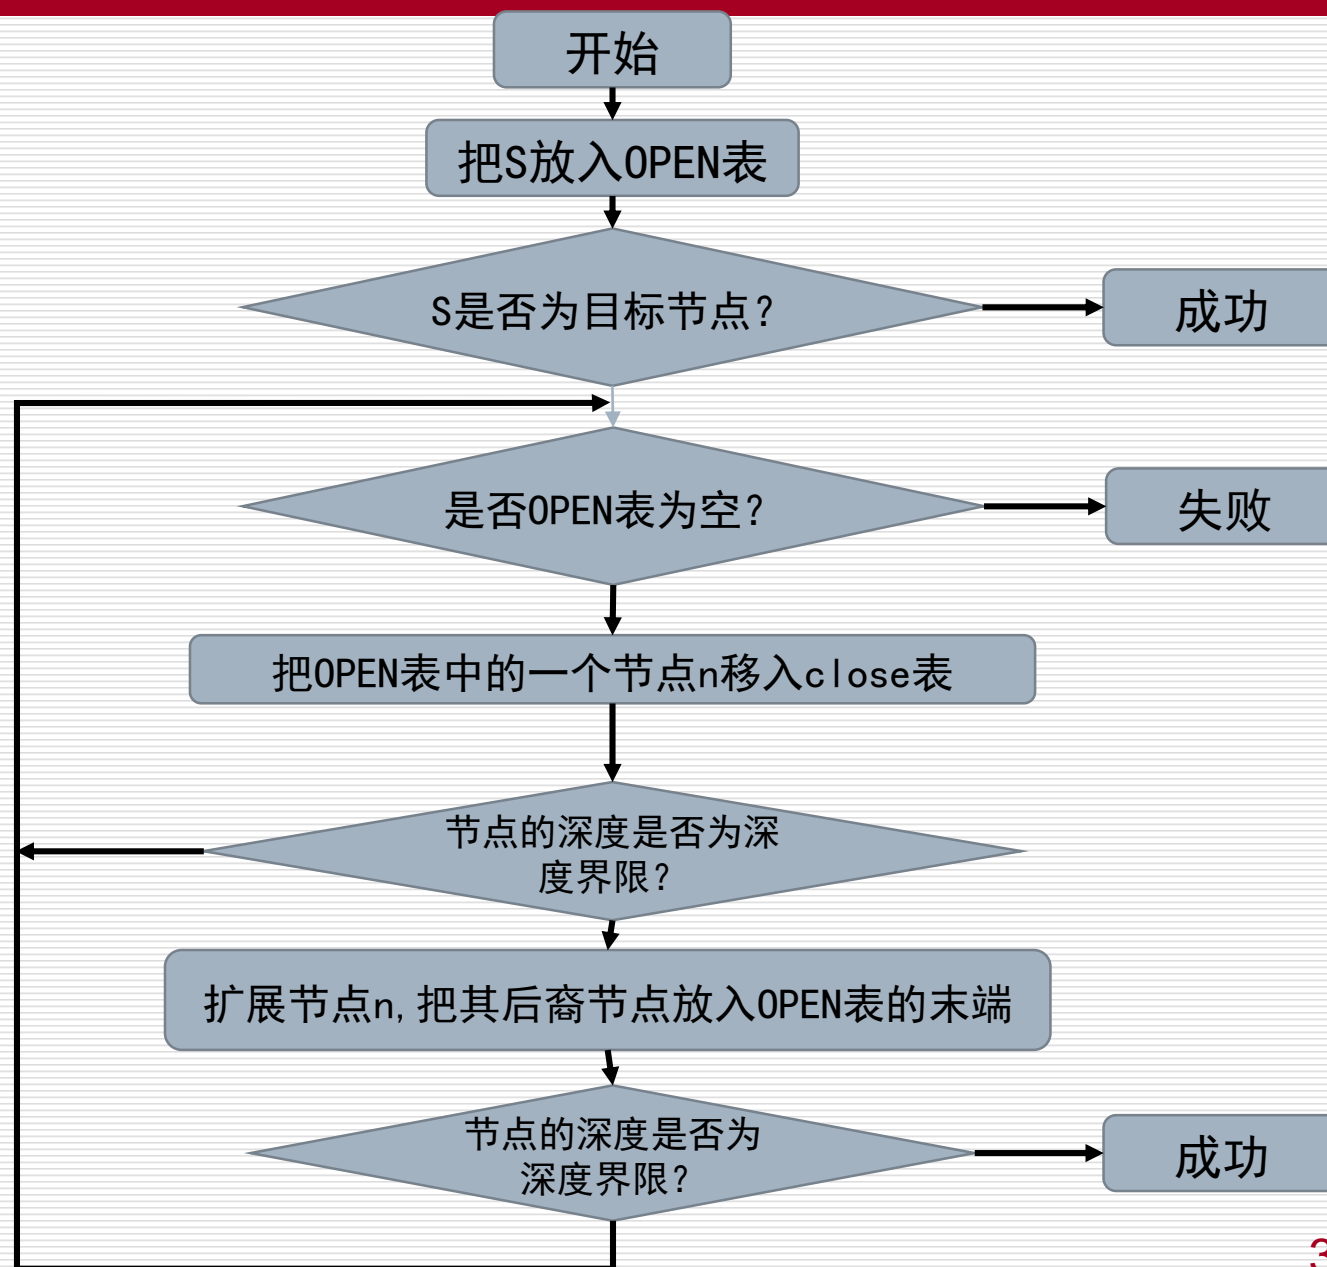 开始
把S放入OPEN表
S是否为目标节点?
成功
是否OPEN表为空?
失败
把OPEN表中的一个节点n移入close表
节点的深度是否为深
度界限?
扩展节点n,把其后裔节点放入OPEN表的末端
节点的深度是否为
深度界限?
成功